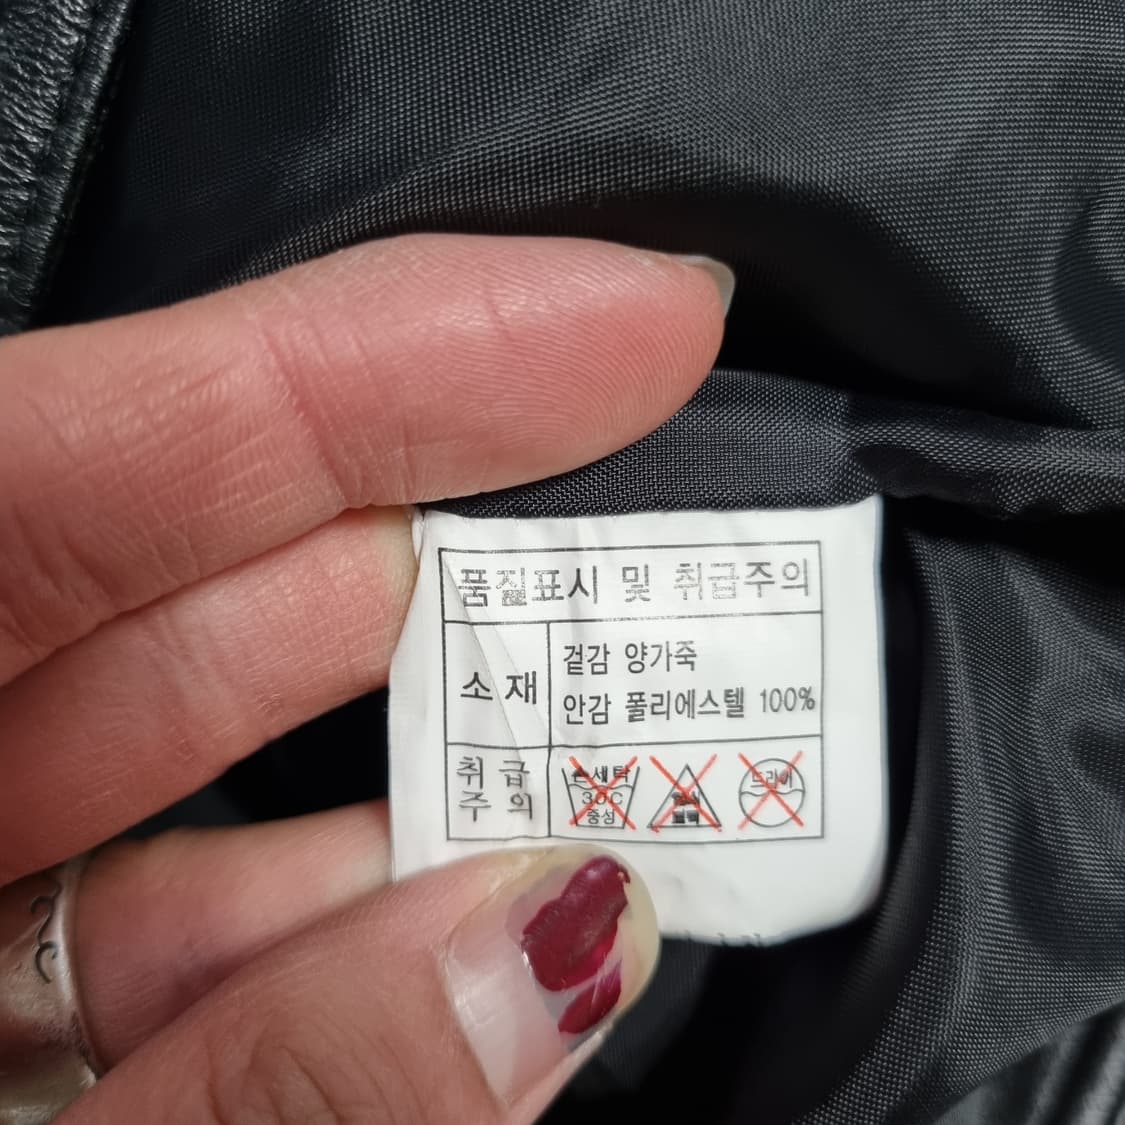 품질표시 및 취급주의
소재
겉감 양가죽
안감 폴리에스텔 100%
취급
주의
손세탁
30C
중성
드라이